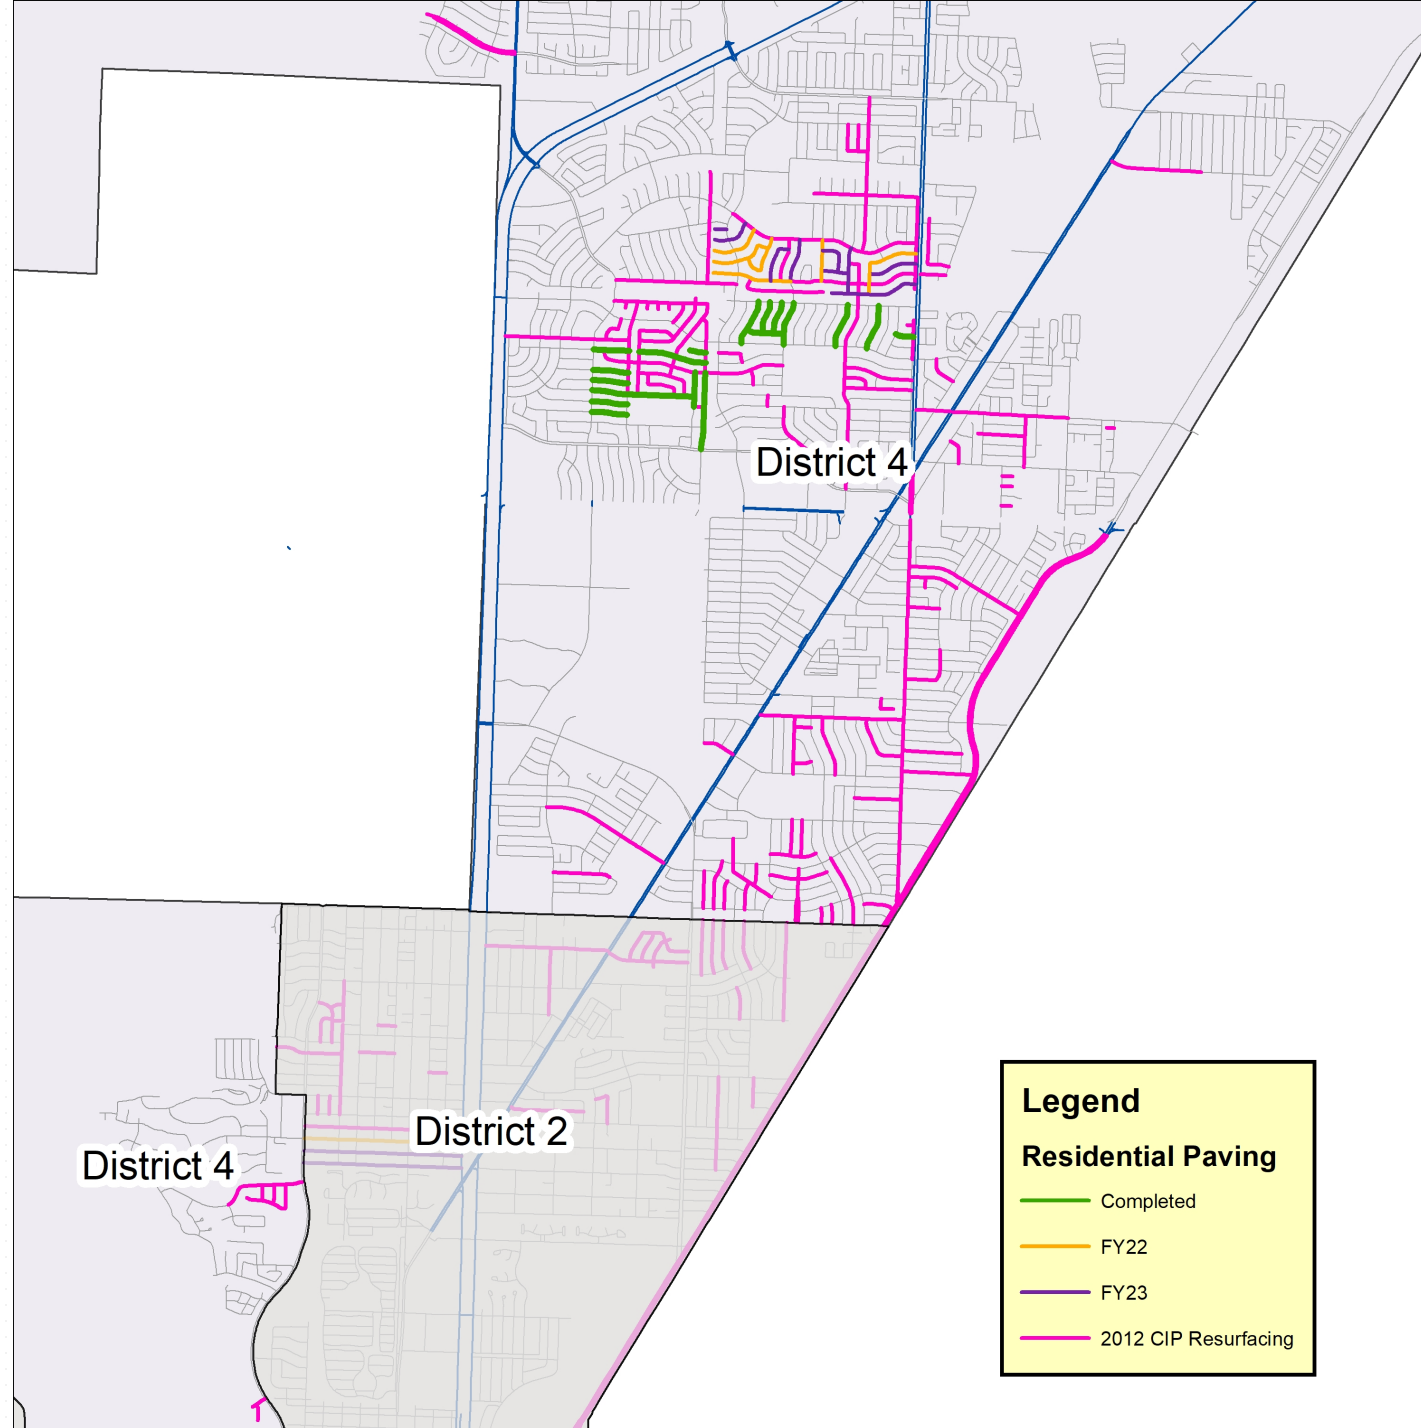 District 4
District 2
District 4
Legend
Residential Paving
Completed
FY22
FY23
2012 CIP Resurfacing